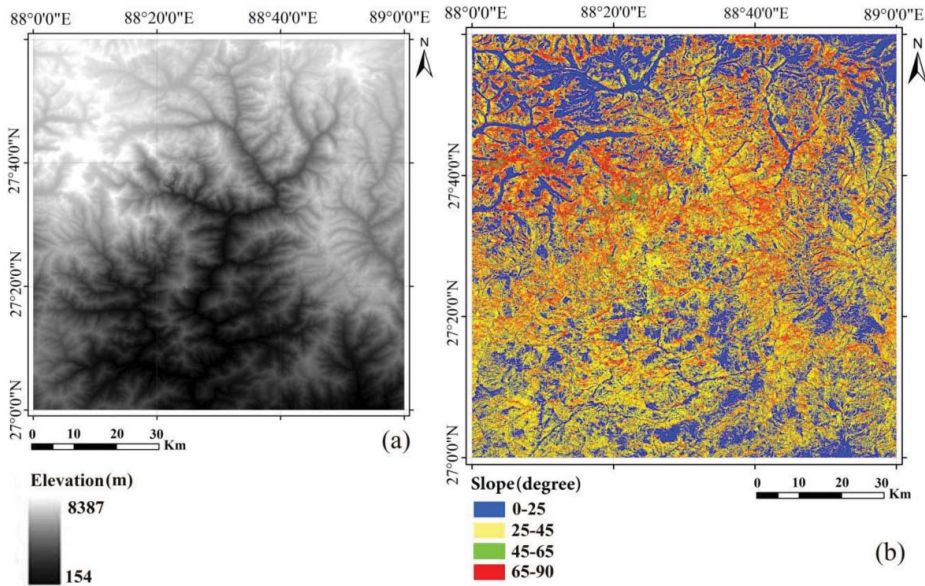 88°0'0"E 88°20'0"E 88°40'0"E 89°0'0"E
N
27°40'0"N
27°20'0"N
27°0'0"N
0 10 20 30
Km
(a)
Elevation (m)
8387
154
88°0'0"E 88°20'0"E 88°40'0"E 89°0'0"E
N
27°40'0"N
27°20'0"N
27°0'0"N
0 10 20 30
Km
Slope (degree)
0-25
25-45
45-65
65-90
(b)